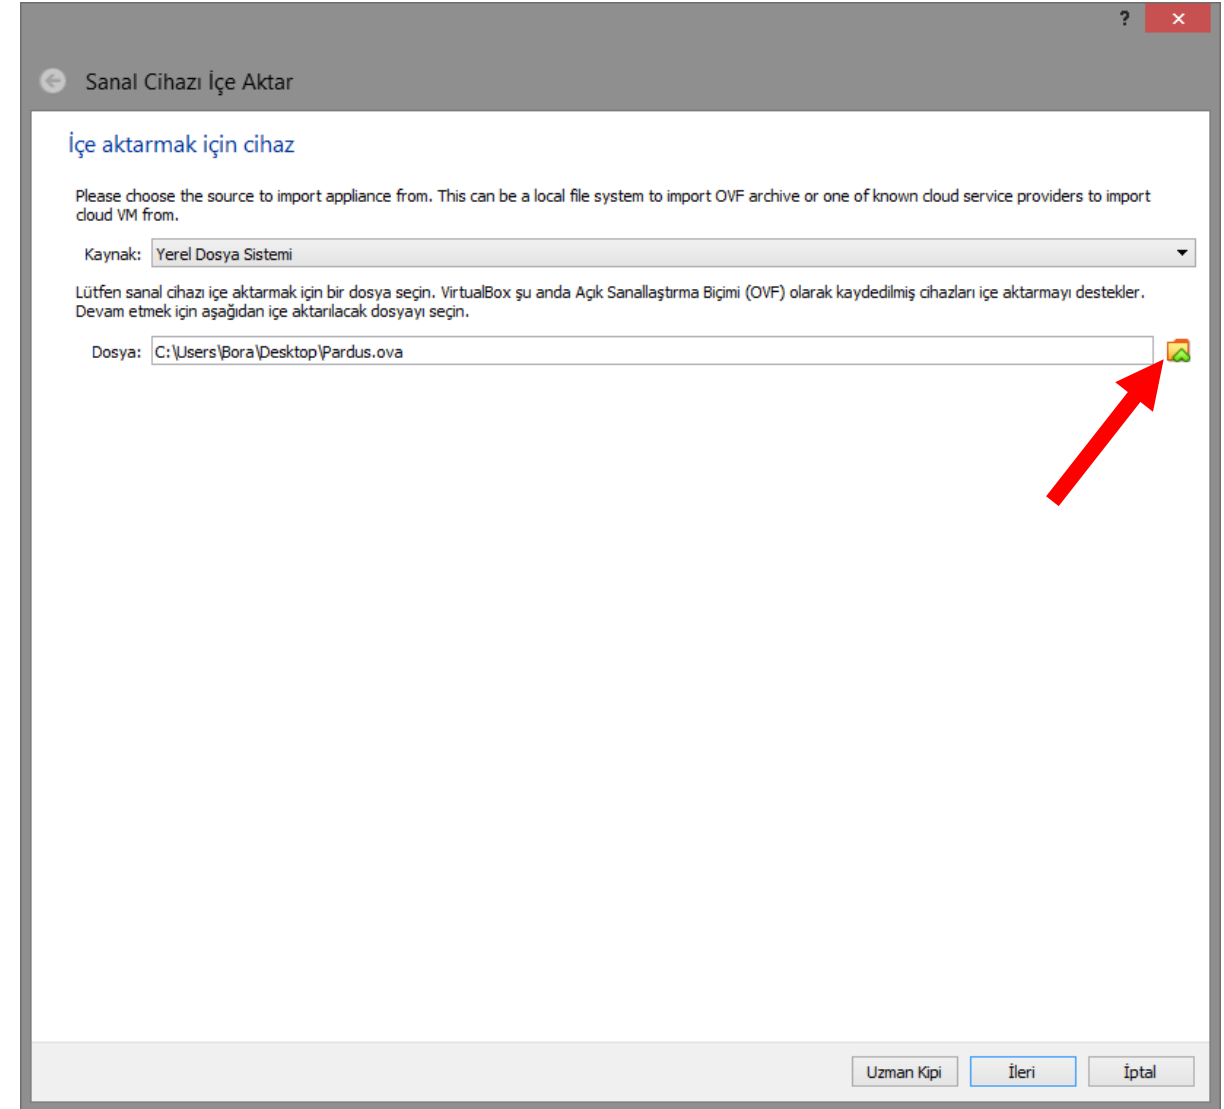 ?
Sanal Cihazı İçe Aktar
İçe aktarmak için cihaz
Please choose the source to import appliance from. This can be a local file system to import OVF archive or one of known cloud service providers to import
cloud VM from.
Kaynak: Yerel Dosya Sistemi
Lütfen sanal cihazı içe aktarmak için bir dosya seçin. VirtualBox şu anda Açık Sanallaştırma Biçimi (OVF) olarak kaydedilmiş cihazları içe aktarmayı destekler.
Devam etmek için aşağıdan içe aktarılacak dosyayı seçin.
Dosya: C:\Users\Bora\Desktop\Pardus.ova
Uzman Kipi İleri İptal